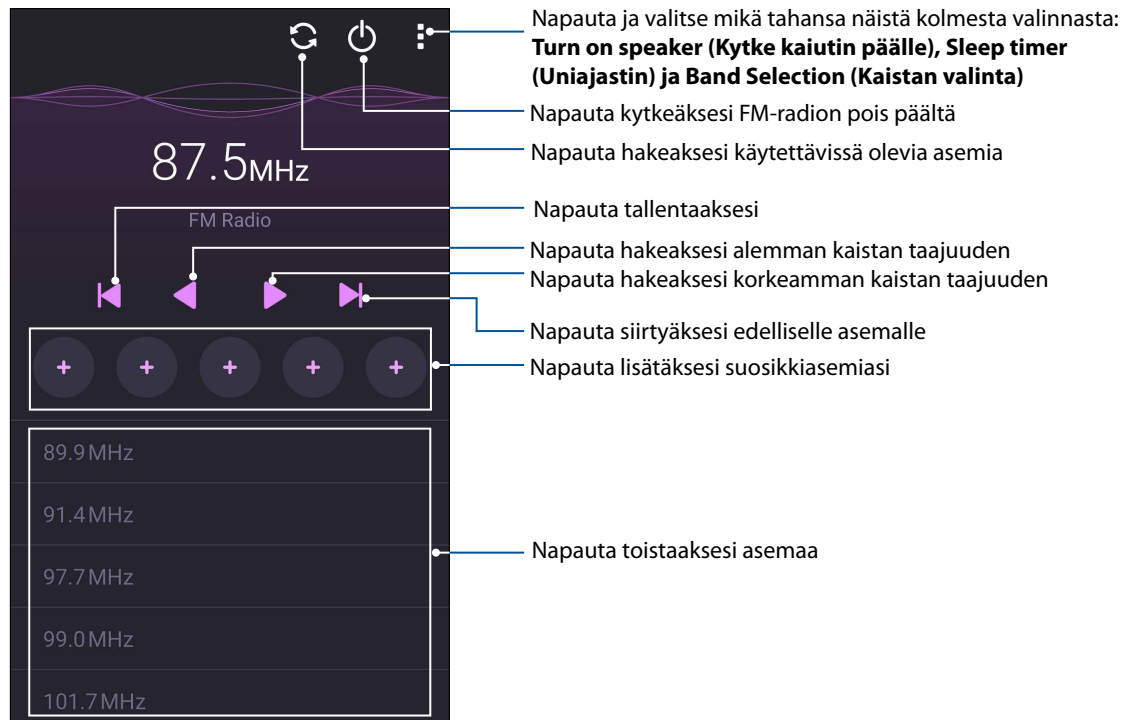 Napauta ja valitse mikä tahansa näistä kolmesta valinnasta:
Turn on speaker (Kytke kaiutin päälle), Sleep timer
(Uniajastin) ja Band Selection (Kaistan valinta)
Napauta kytkeäksesi FM-radion pois päältä
Napauta hakeaksesi käytettävissä olevia asemia
87.5MHz
FM Radio
Napauta tallentaaksesi
Napauta hakeaksesi alemman kaistan taajuuden
Napauta hakeaksesi korkeamman kaistan taajuuden
Napauta siirtyäksesi edelliselle asemalle
Napauta lisätäksesi suosikkiasemiasi
+ + + + +
89.9MHz
91.4MHz
97.7MHz
99.0MHz
101.7MHz
Napauta toistaaksesi asemaa